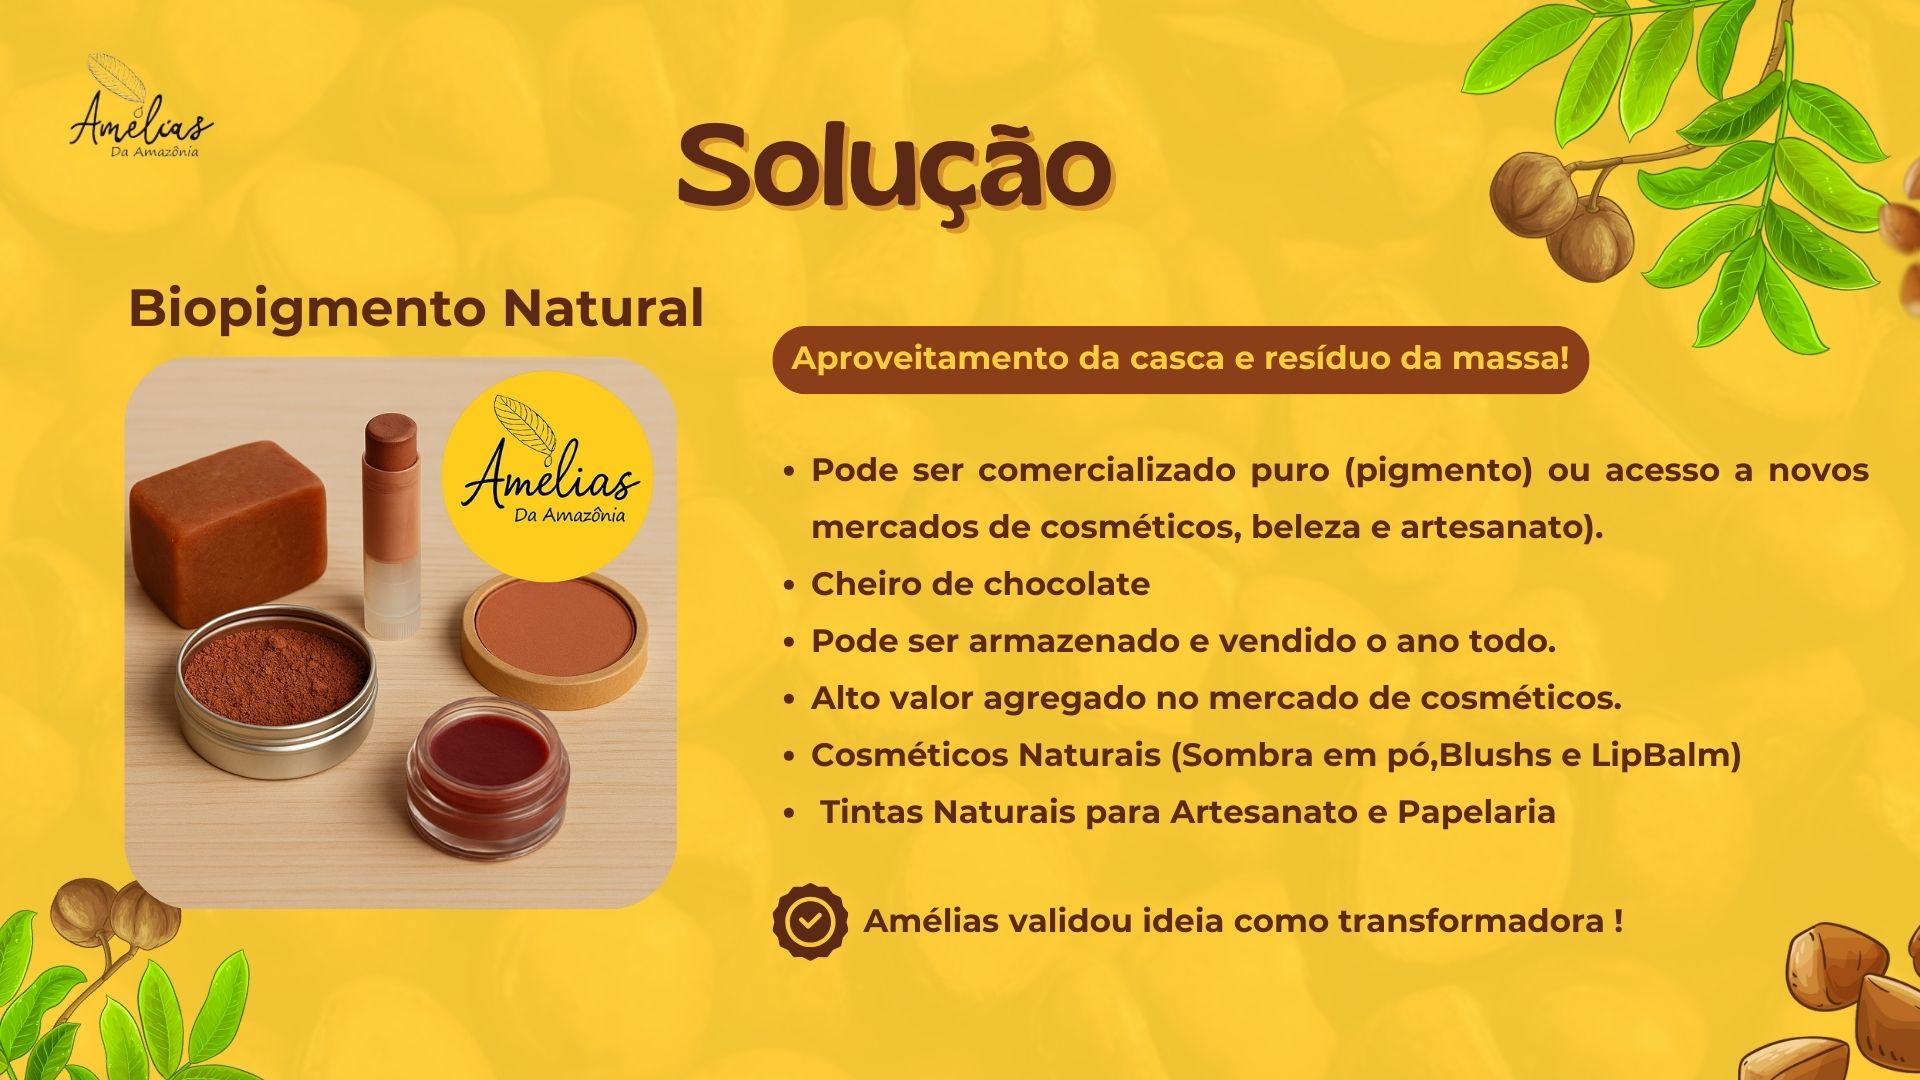 Amelias
Da Amazônia
Solução
Biopigmento Natural
Amelias
Da Amazônia
Aproveitamento da casca e resíduo da massa!
• Pode ser comercializado puro (pigmento) ou acesso a novos
mercados de cosméticos, beleza e artesanato).
• Cheiro de chocolate
• Pode ser armazenado e vendido o ano todo.
• Alto valor agregado no mercado de cosméticos.
• Cosméticos Naturais (Sombra em pó,Blushs e LipBalm)
• Tintas Naturais para Artesanato e Papelaria
Amélias validou ideia como transformadora !